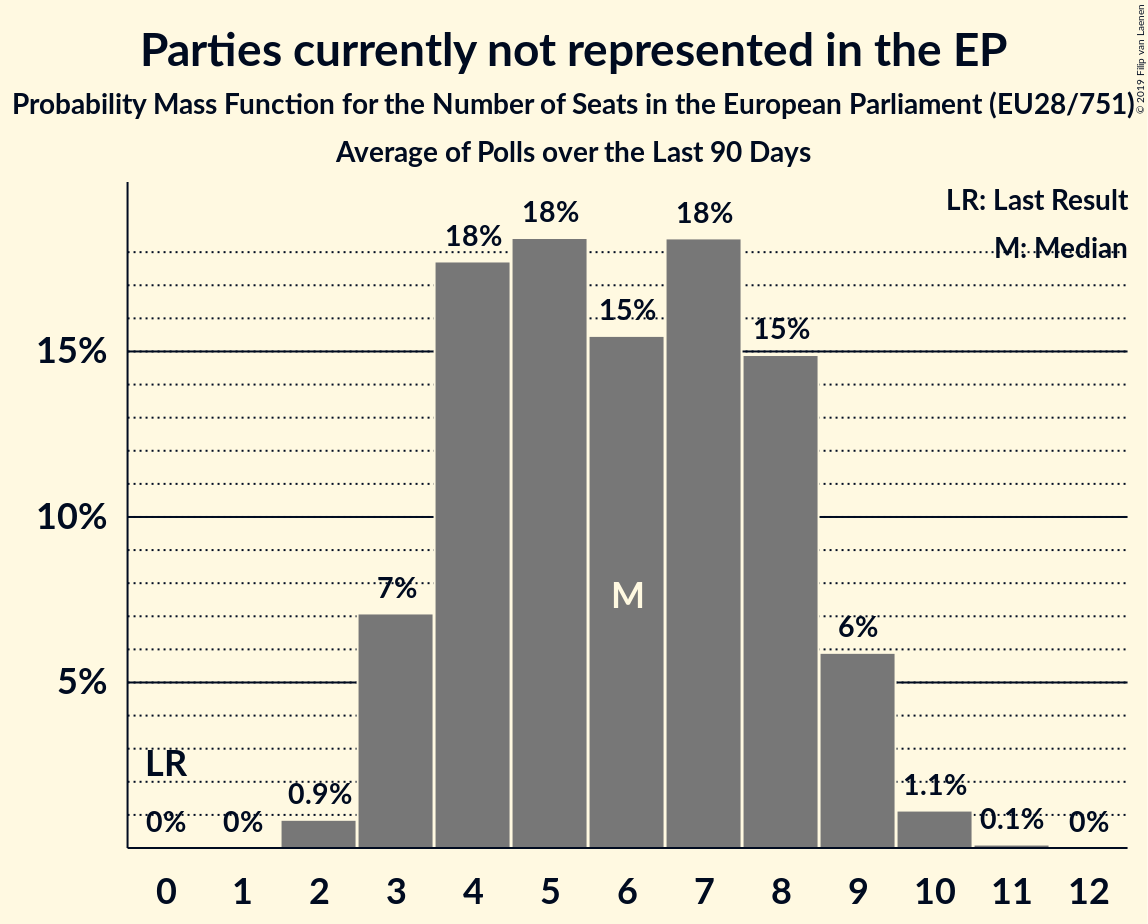 Parties currently not represented in the EP
Probability Mass Function for the Number of Seats in the European Parliament (EU28/751)
Average of Polls over the Last 90 Days
© 2019 Filip van Laenen
LR: Last Result
M: Median
18%
18%
18%
15%
15%
15%
10%
7%
M
6%
5%
LR
0%
0%
0.9%
1.1%
0.1%
0%
0 1 2 3 4 5 6 7 8 9 10 11 12